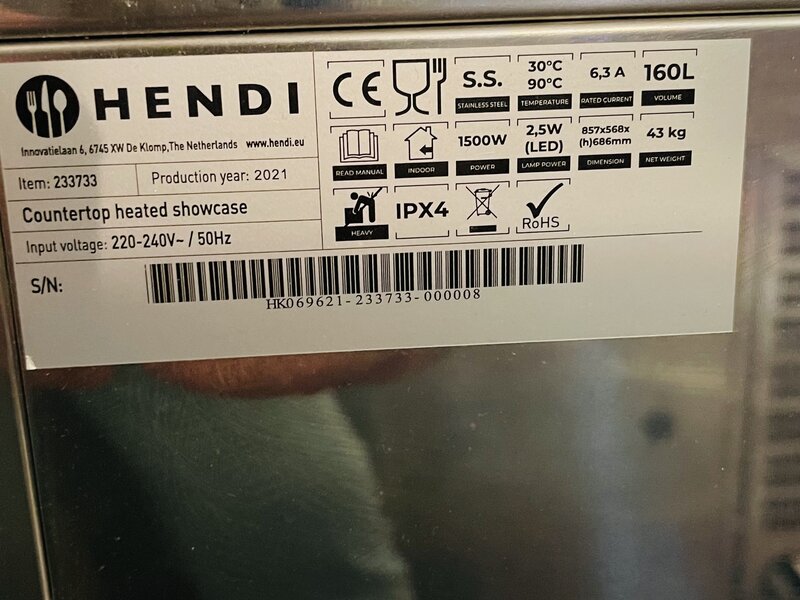 HENDI
Innovatielaan 6, 6745 XW De Klomp,The Netherlands www.hendi.eu
Item: 233733
Production year: 2021
Countertop heated showcase
Input voltage: 220-240V~ / 50Hz
S/N:
HK069621-233733-000008
CE
S.S.
STAINLESS STEEL
30°C
90°C
TEMPERATURE
6,3 A
RATED CURRENT
160L
VOLUME
READ MANUAL
INDOOR
1500W
POWER
2,5W
(LED)
LAMP POWER
857x568x
(h)686mm
DIMENSION
43 kg
NET WEIGHT
HEAVY
IPX4
RoHS